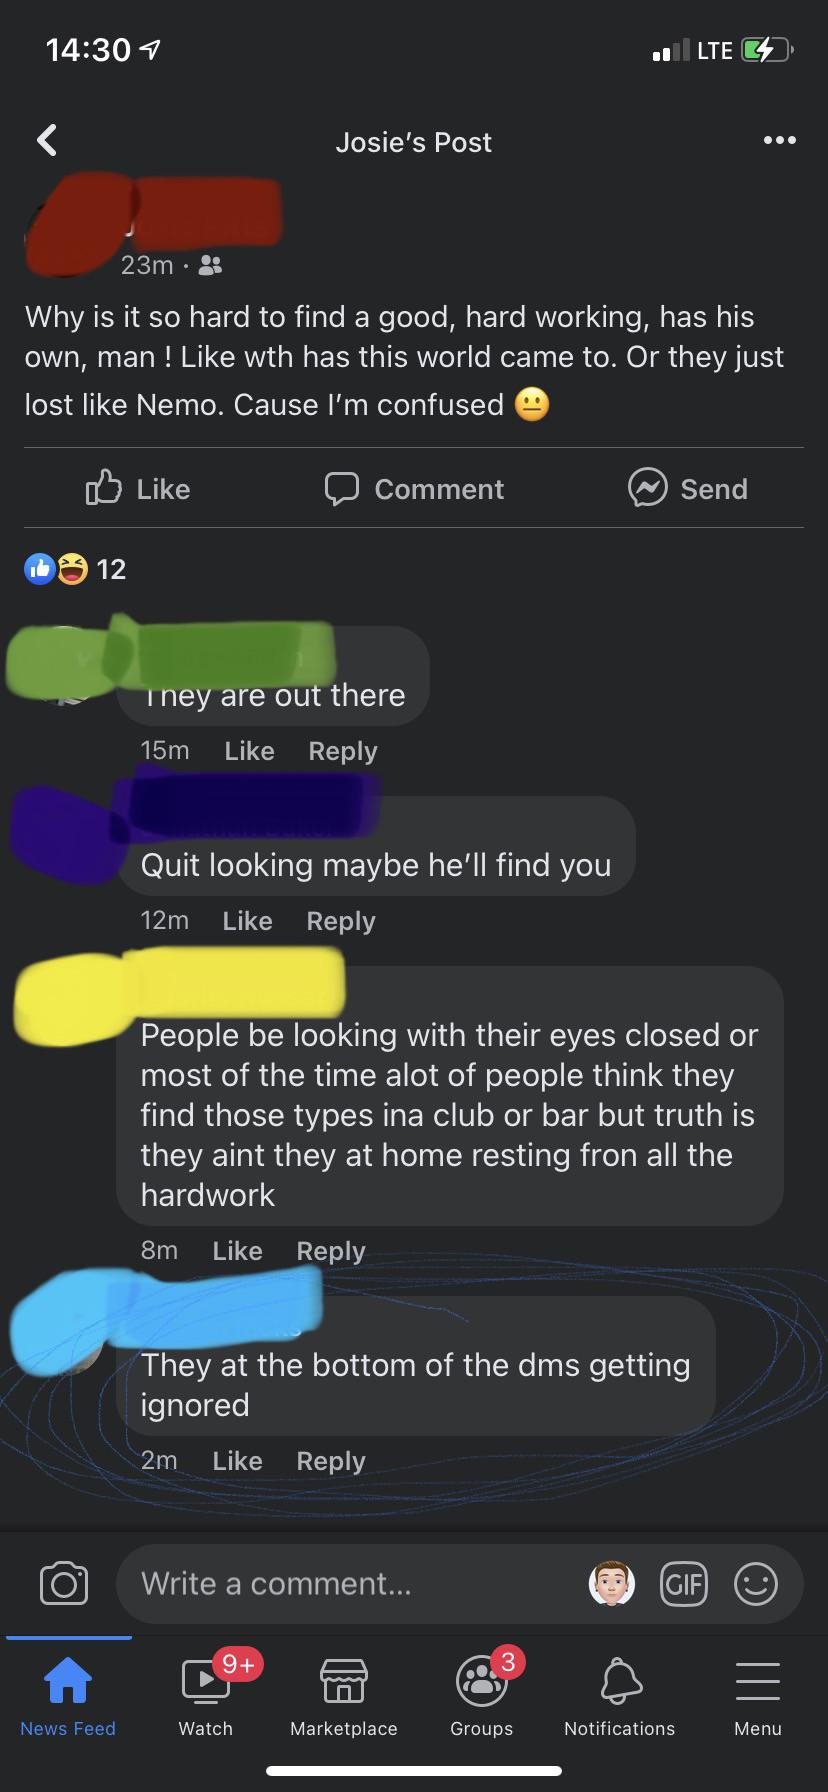 14:30
LTE
Josie's Post
23m ·
Why is it so hard to find a good, hard working, has his
own, man ! Like wth has this world came to. Or they just
lost like Nemo. Cause I'm confused 😐
Like Comment Send
12
They are out there
15m Like Reply
Quit looking maybe he'll find you
12m Like Reply
People be looking with their eyes closed or
most of the time alot of people think they
find those types ina club or bar but truth is
they aint they at home resting fron all the
hardwork
8m Like Reply
They at the bottom of the dms getting
ignored
2m Like Reply
Write a comment...
GIF
9+ 3
News Feed Watch Marketplace Groups Notifications Menu